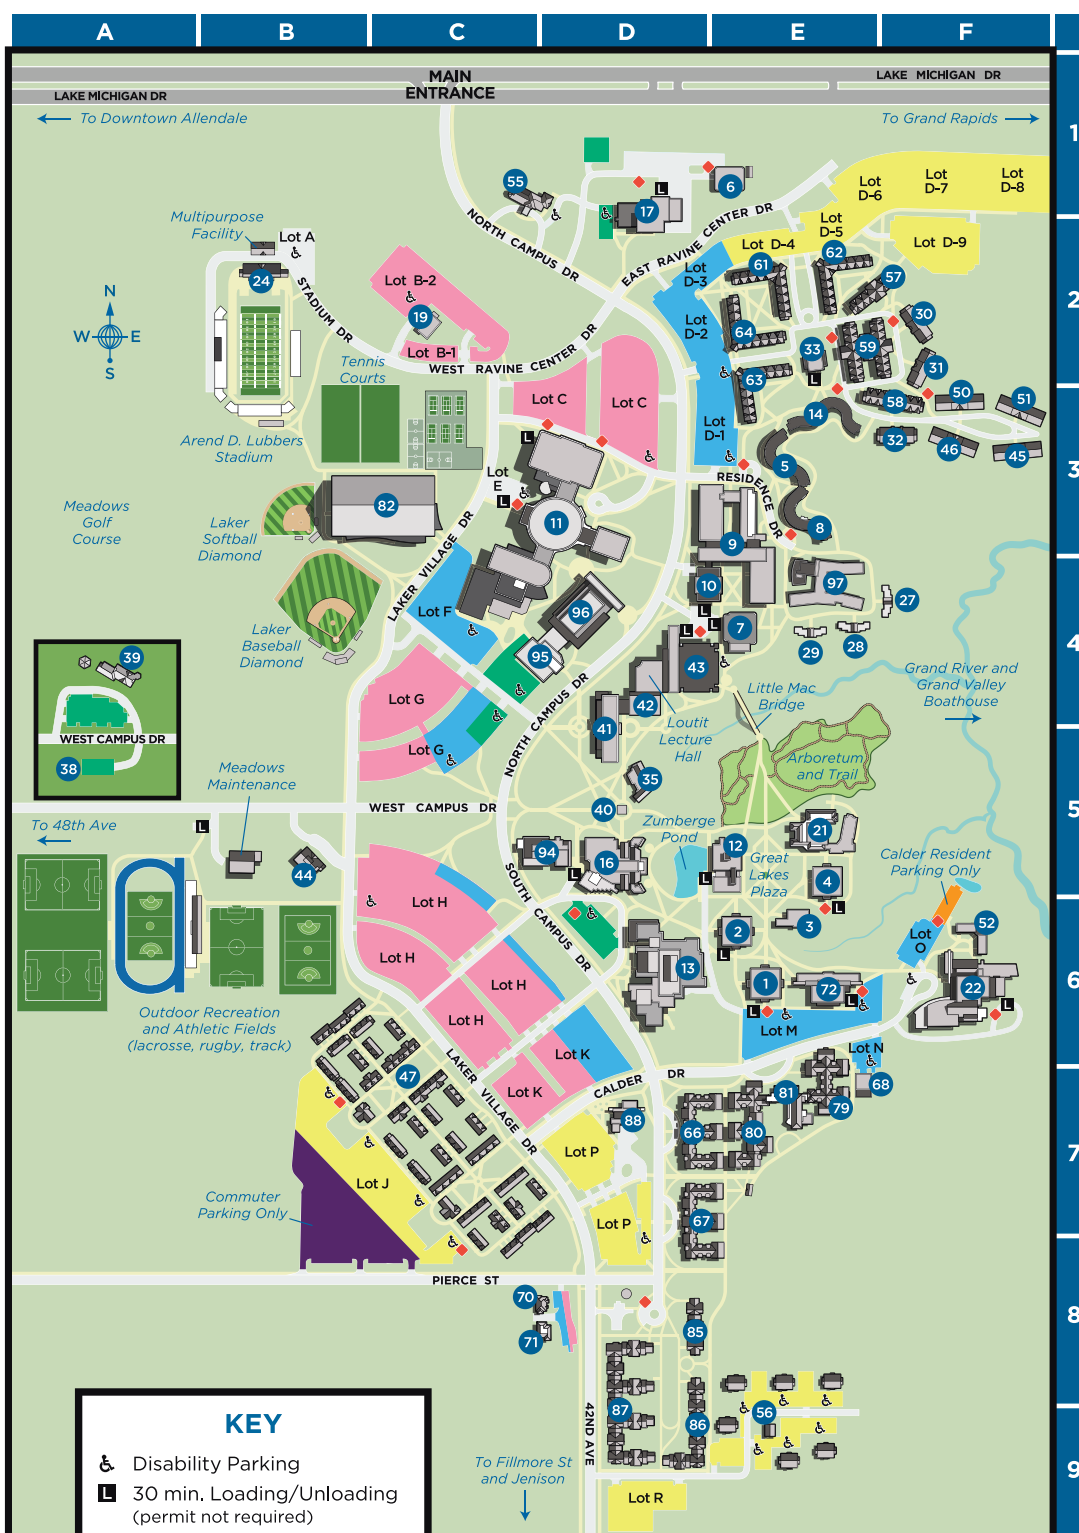 A B C D E F
MAIN
ENTRANCE
LAKE MICHIGAN DR
LAKE MICHIGAN DR
To Downtown Allendale
To Grand Rapids
1
55
6
17
Lot
D-6
Lot
D-7
Lot
D-8
Lot
D-5
Lot D-4
Lot D-9
NORTH CAMPUS DR
EAST RAVINE CENTER DR
Multipurpose
Facility
Lot A
24
STADIUM DR
Lot B-2
19
Lot B-1
WEST RAVINE CENTER DR
Lot
D-3
61
62
57
2
N
W E
S
Lot
D-2
64
33
59
30
31
63
58
50
51
Tennis
Courts
Lot C
Lot C
Lot
D-1
14
32
46
45
Arend D. Lubbers
Stadium
Lot
E
L
L
L
5
RESIDENCE DR
3
Meadows
Golf
Course
Laker
Softball
Diamond
82
11
8
9
LAKER VILLAGE DR
Lot F
96
10
97
27
L
L
L
7
29
28
4
Laker
Baseball
Diamond
95
43
39
WEST CAMPUS DR
38
Lot G
Lot G
NORTH CAMPUS DR
42
41
Loutit
Lecture
Hall
Little Mac
Bridge
Grand River and
Grand Valley
Boathouse
Arboretum
and Trail
35
40
Meadows
Maintenance
WEST CAMPUS DR
5
To 48th Ave
L
44
Zumberge
Pond
21
94
16
12
L
L
Great
Lakes
Plaza
4
L
Calder Resident
Parking Only
Lot H
SOUTH CAMPUS DR
2
L
3
Lot
O
52
Lot H
Lot H
Lot H
13
1
72
22
L
L
L
6
Outdoor Recreation
and Athletic Fields
(lacrosse, rugby, track)
Lot M
Lot N
Lot K
Lot K
47
LAKER VILLAGE DR
CALDER DR
68
81
79
88
66
80
7
Lot P
Lot J
Commuter
Parking Only
Lot P
67
PIERCE ST
70
71
85
8
87
86
56
42ND AVE
KEY
Disability Parking
L 30 min. Loading/Unloading
(permit not required)
To Fillmore St
and Jenison
Lot R
9